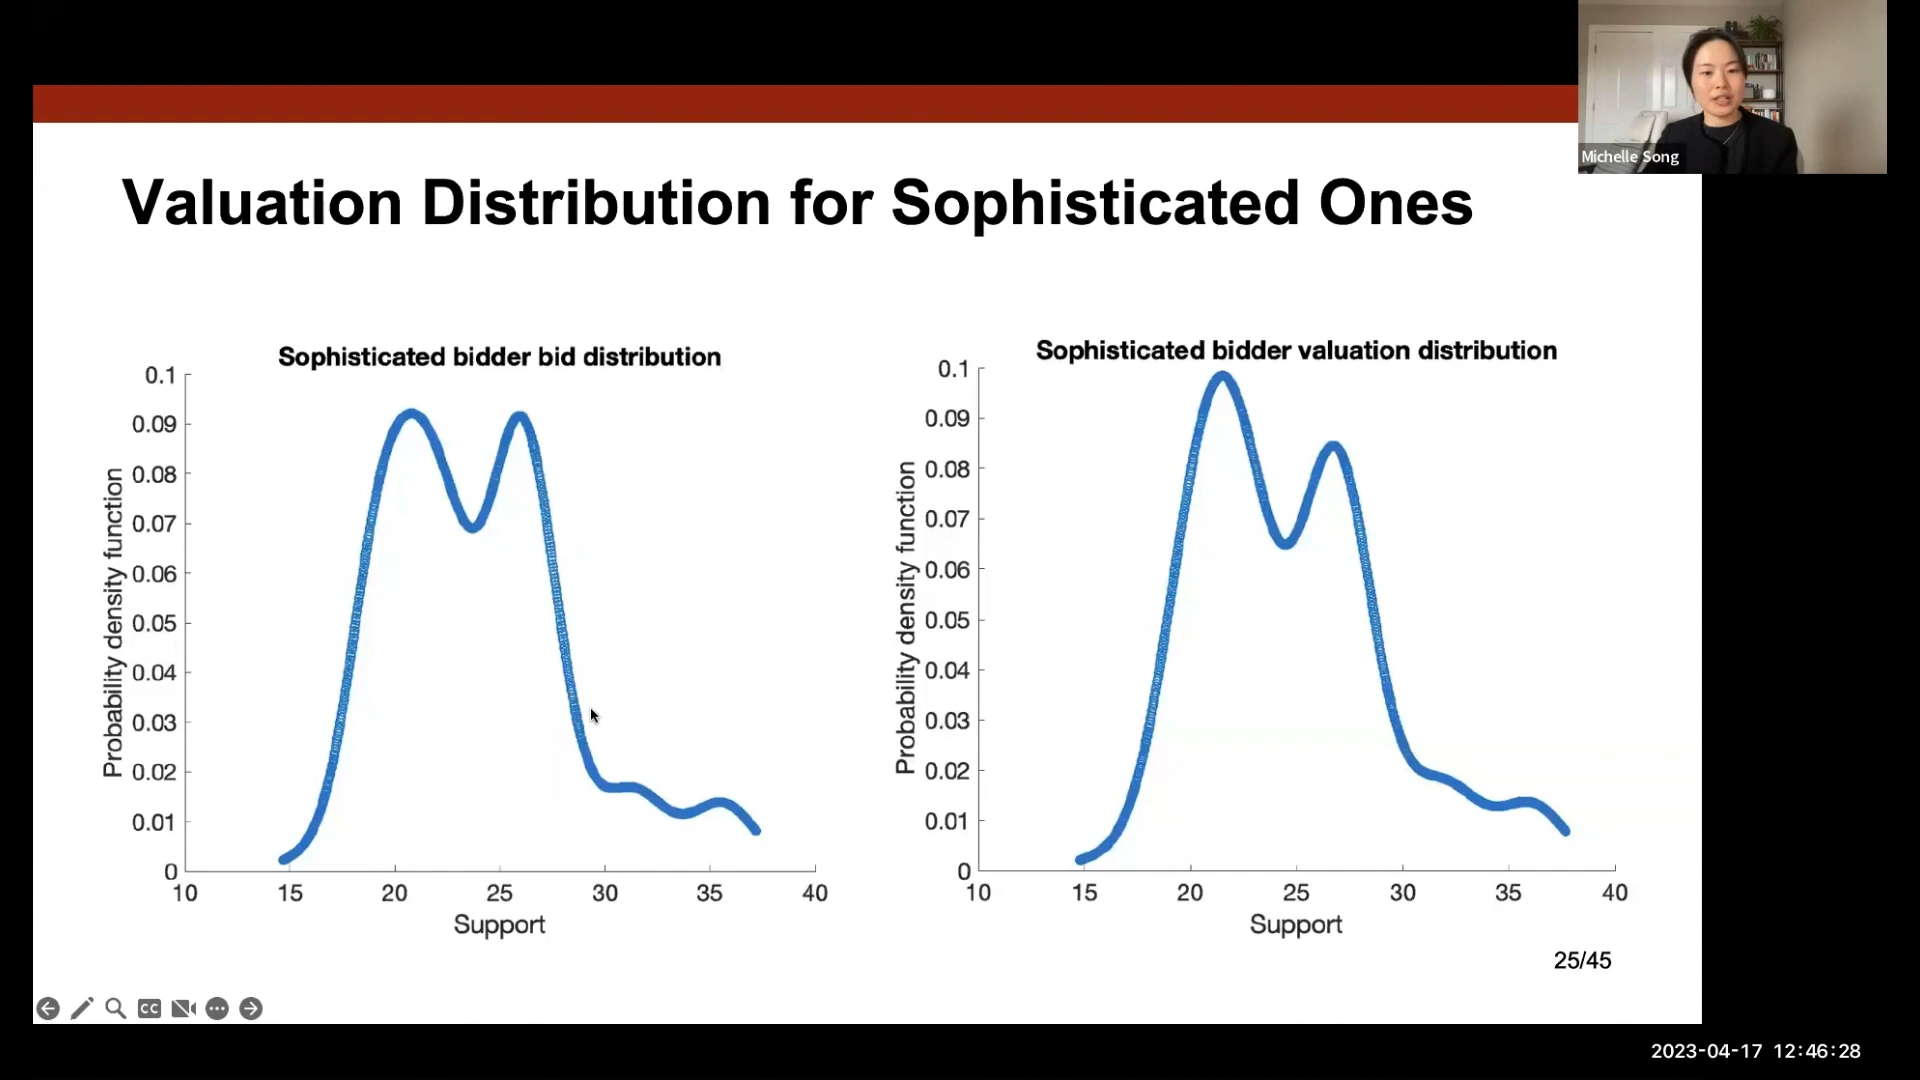 Michelle Song
Valuation Distribution for Sophisticated Ones
Sophisticated bidder bid distribution
Probability density function
0.1
0.09
0.08
0.07
0.06
0.05
0.04
0.03
0.02
0.01
0
10 15 20 25 30 35 40
Support
Sophisticated bidder valuation distribution
Probability density function
0.1
0.09
0.08
0.07
0.06
0.05
0.04
0.03
0.02
0.01
0
10 15 20 25 30 35 40
Support
25/45
CC
2023-04-17 12:46:28